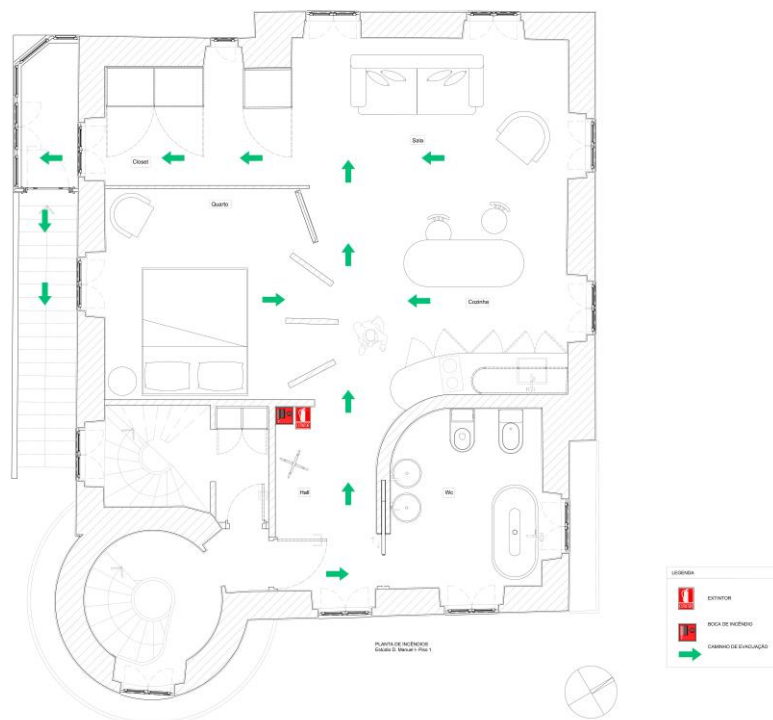 Sala
Closet
Quarto
Cozinha
Hall
Wc
LEGENDA
EXTINTOR
BOCA DE INCÊNDIO
CAMINHO DE EVACUAÇÃO
PLANTA DE INCÊNDIOS
Estúdio D. Manuel I- Piso 1